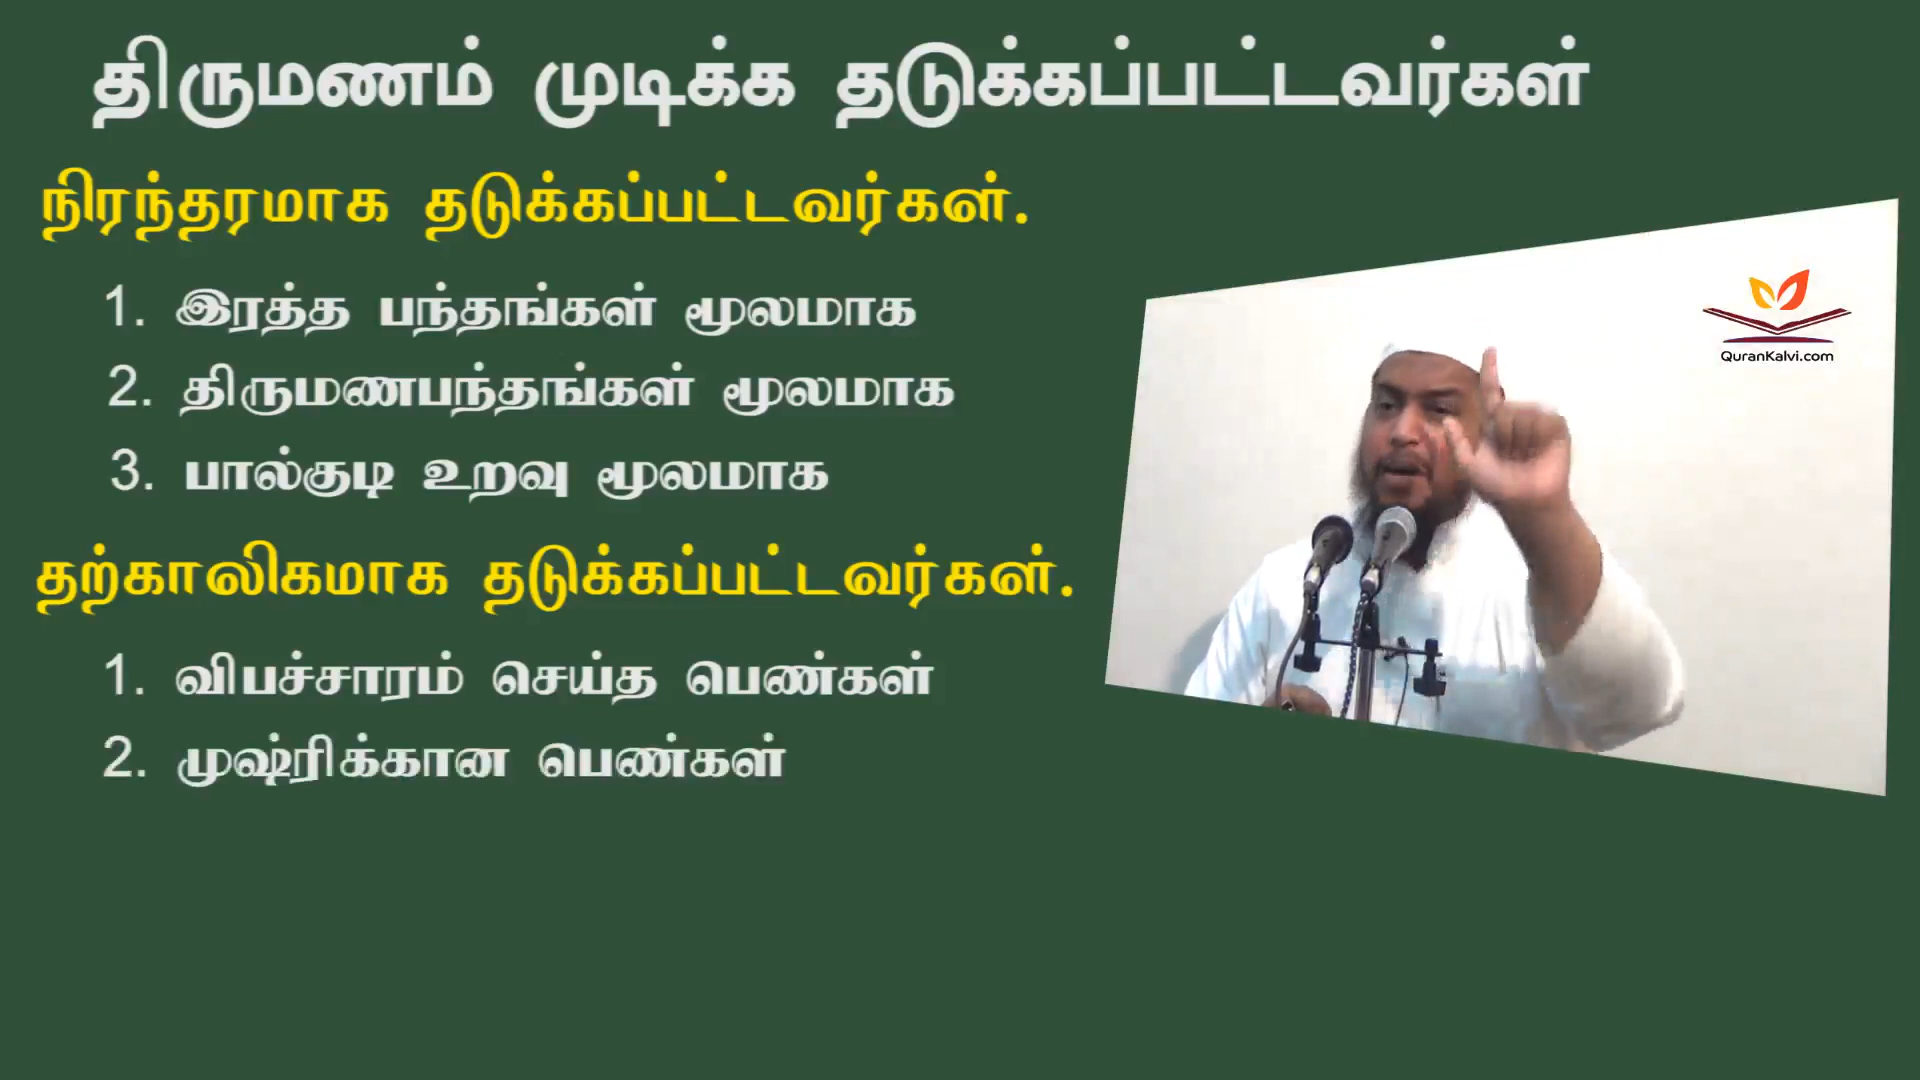 திருமணம் முடிக்க தடுக்கப்பட்டவர்கள்
நிரந்தரமாக தடுக்கப்பட்டவர்கள்.
1. இரத்த பந்தங்கள் மூலமாக
2. திருமணபந்தங்கள் மூலமாக
3. பால்குடி உறவு மூலமாக
தற்காலிகமாக தடுக்கப்பட்டவர்கள்.
1. விபச்சாரம் செய்த பெண்கள்
2. முஷ்ரிக்கான பெண்கள்
QuranKalvi.com